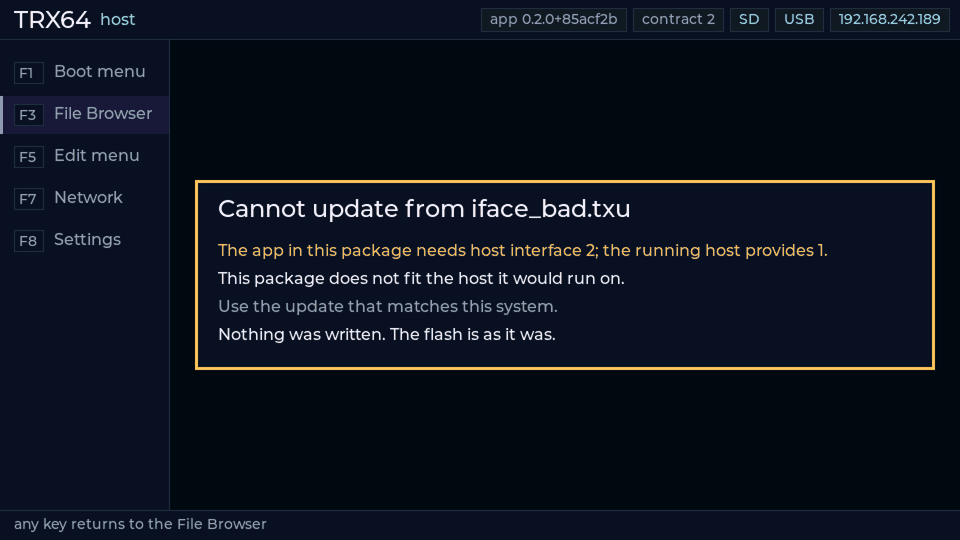 TRX64 host app 0.2.0+85acf2b contract 2 SD USB 192.168.242.189
F1 Boot menu
F3 File Browser
F5 Edit menu
F7 Network
F8 Settings
Cannot update from iface_bad.txu
The app in this package needs host interface 2; the running host provides 1.
This package does not fit the host it would run on.
Use the update that matches this system.
Nothing was written. The flash is as it was.
any key returns to the File Browser